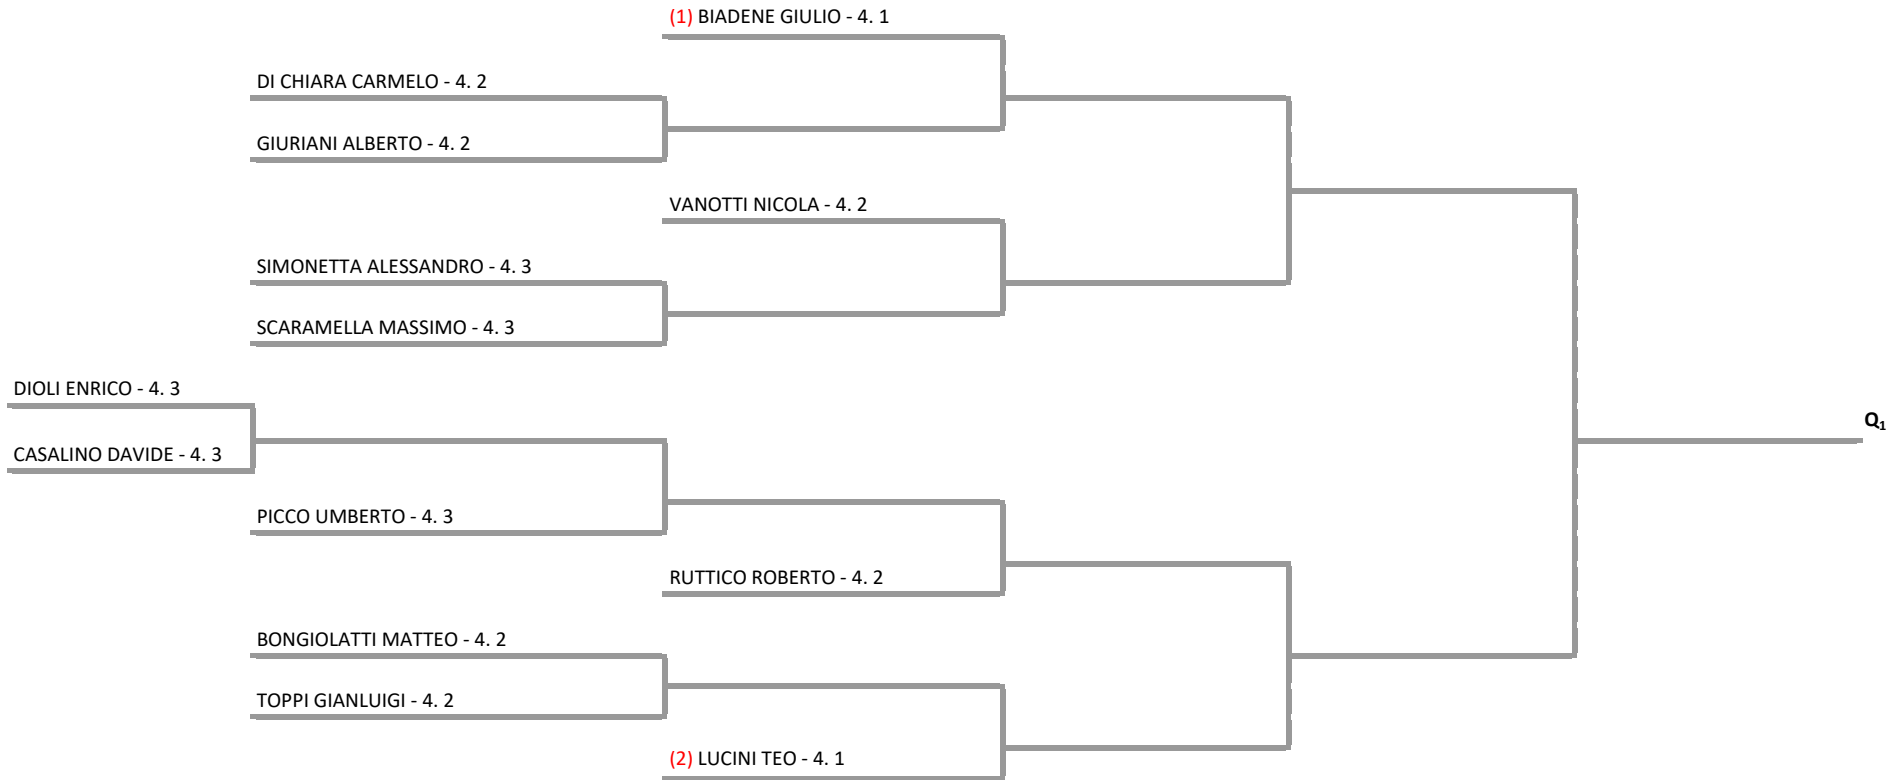 (1) BIADENE GIULIO - 4. 1
DI CHIARA CARMELO - 4. 2
GIURIANI ALBERTO - 4. 2
VANOTTI NICOLA - 4. 2
SIMONETTA ALESSANDRO - 4. 3
SCARAMELLA MASSIMO - 4. 3
DIOLI ENRICO - 4. 3
Q₁
CASALINO DAVIDE - 4. 3
PICCO UMBERTO - 4. 3
RUTTICO ROBERTO - 4. 2
BONGIOLATTI MATTEO - 4. 2
TOPPI GIANLUIGI - 4. 2
(2) LUCINI TEO - 4. 1